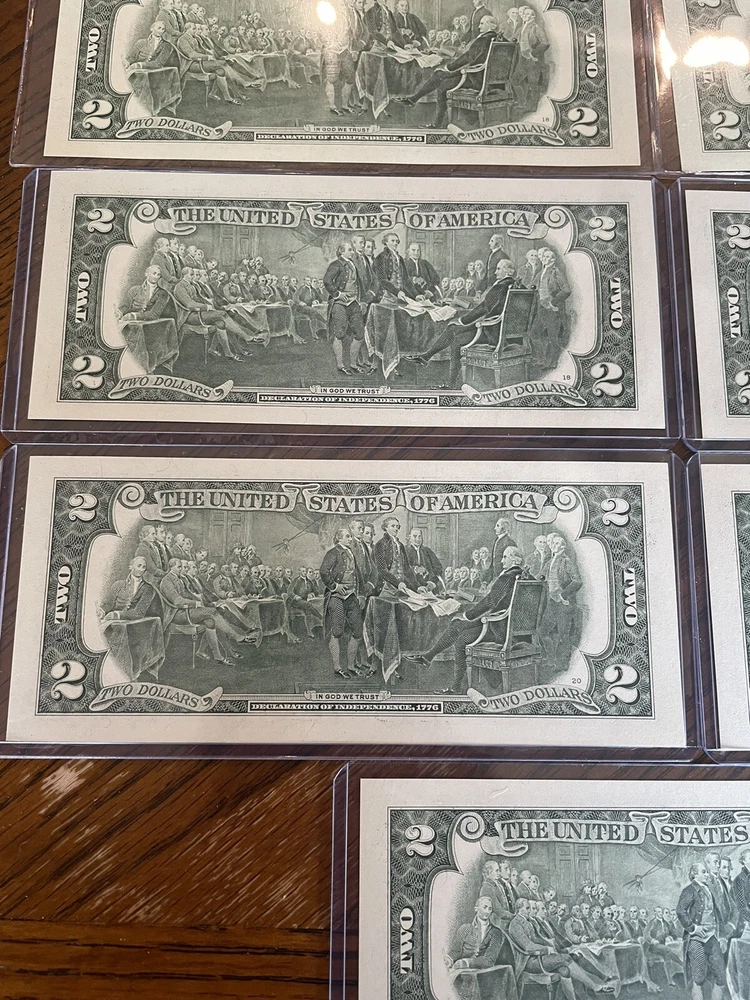 TWO TWO
2 TWO DOLLARS IN GOD WE TRUST TWO DOLLARS 2
DECLARATION OF INDEPENDENCE, 1776
18
2
2 THE UNITED STATES OF AMERICA 2
TWO TWO
2 TWO DOLLARS IN GOD WE TRUST TWO DOLLARS 2
DECLARATION OF INDEPENDENCE, 1776
18
2
TWO
2 THE UNITED STATES OF AMERICA 2
TWO TWO
2 TWO DOLLARS IN GOD WE TRUST TWO DOLLARS 2
DECLARATION OF INDEPENDENCE, 1776
20
2 THE UNITED STATES
TWO